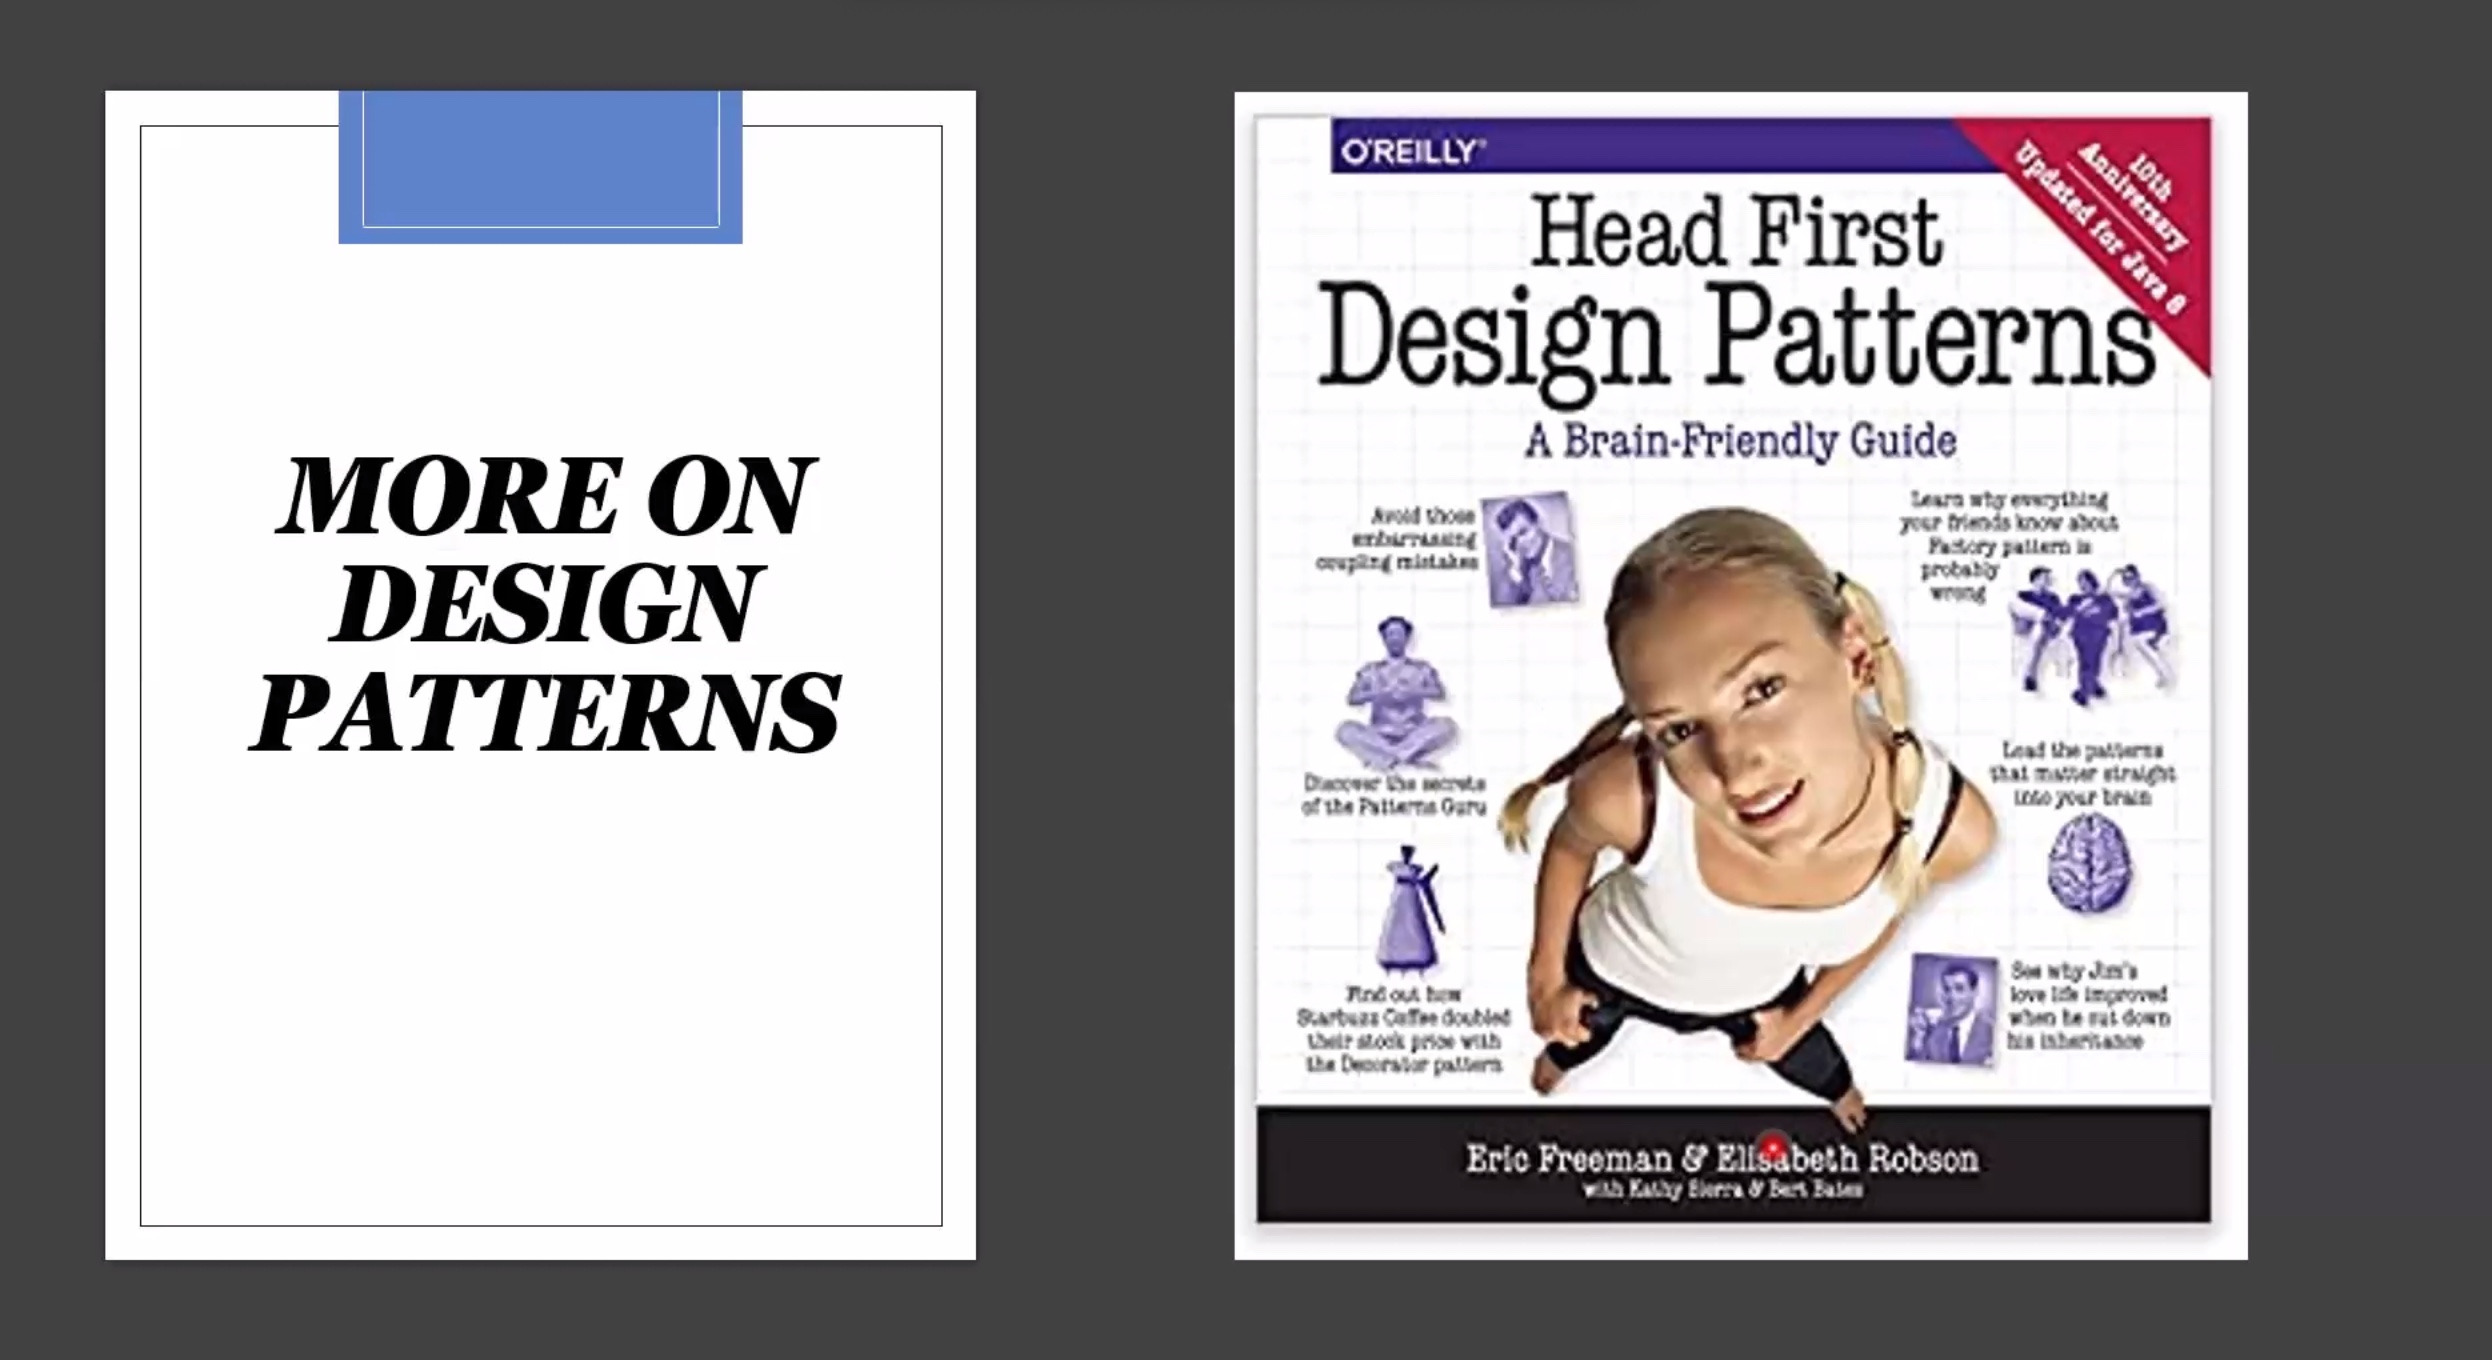 MORE ON
DESIGN
PATTERNS
O'REILLY®
10th
Anniversary
Updated for Java 8
Head First
Design Patterns
A Brain-Friendly Guide
Avoid those
embarrassing
coupling mistakes
Learn why everything
your friends know about
Factory pattern is
probably
wrong
Discover the secrets
of the Patterns Guru
Load the patterns
that matter straight
into your brain
Find out how
Starbuzz Coffee doubled
their stock price with
the Decorator pattern
See why Jim's
love life improved
when he cut down
his inheritance
Eric Freeman & Elisabeth Robson
with Kathy Sierra & Bert Bates